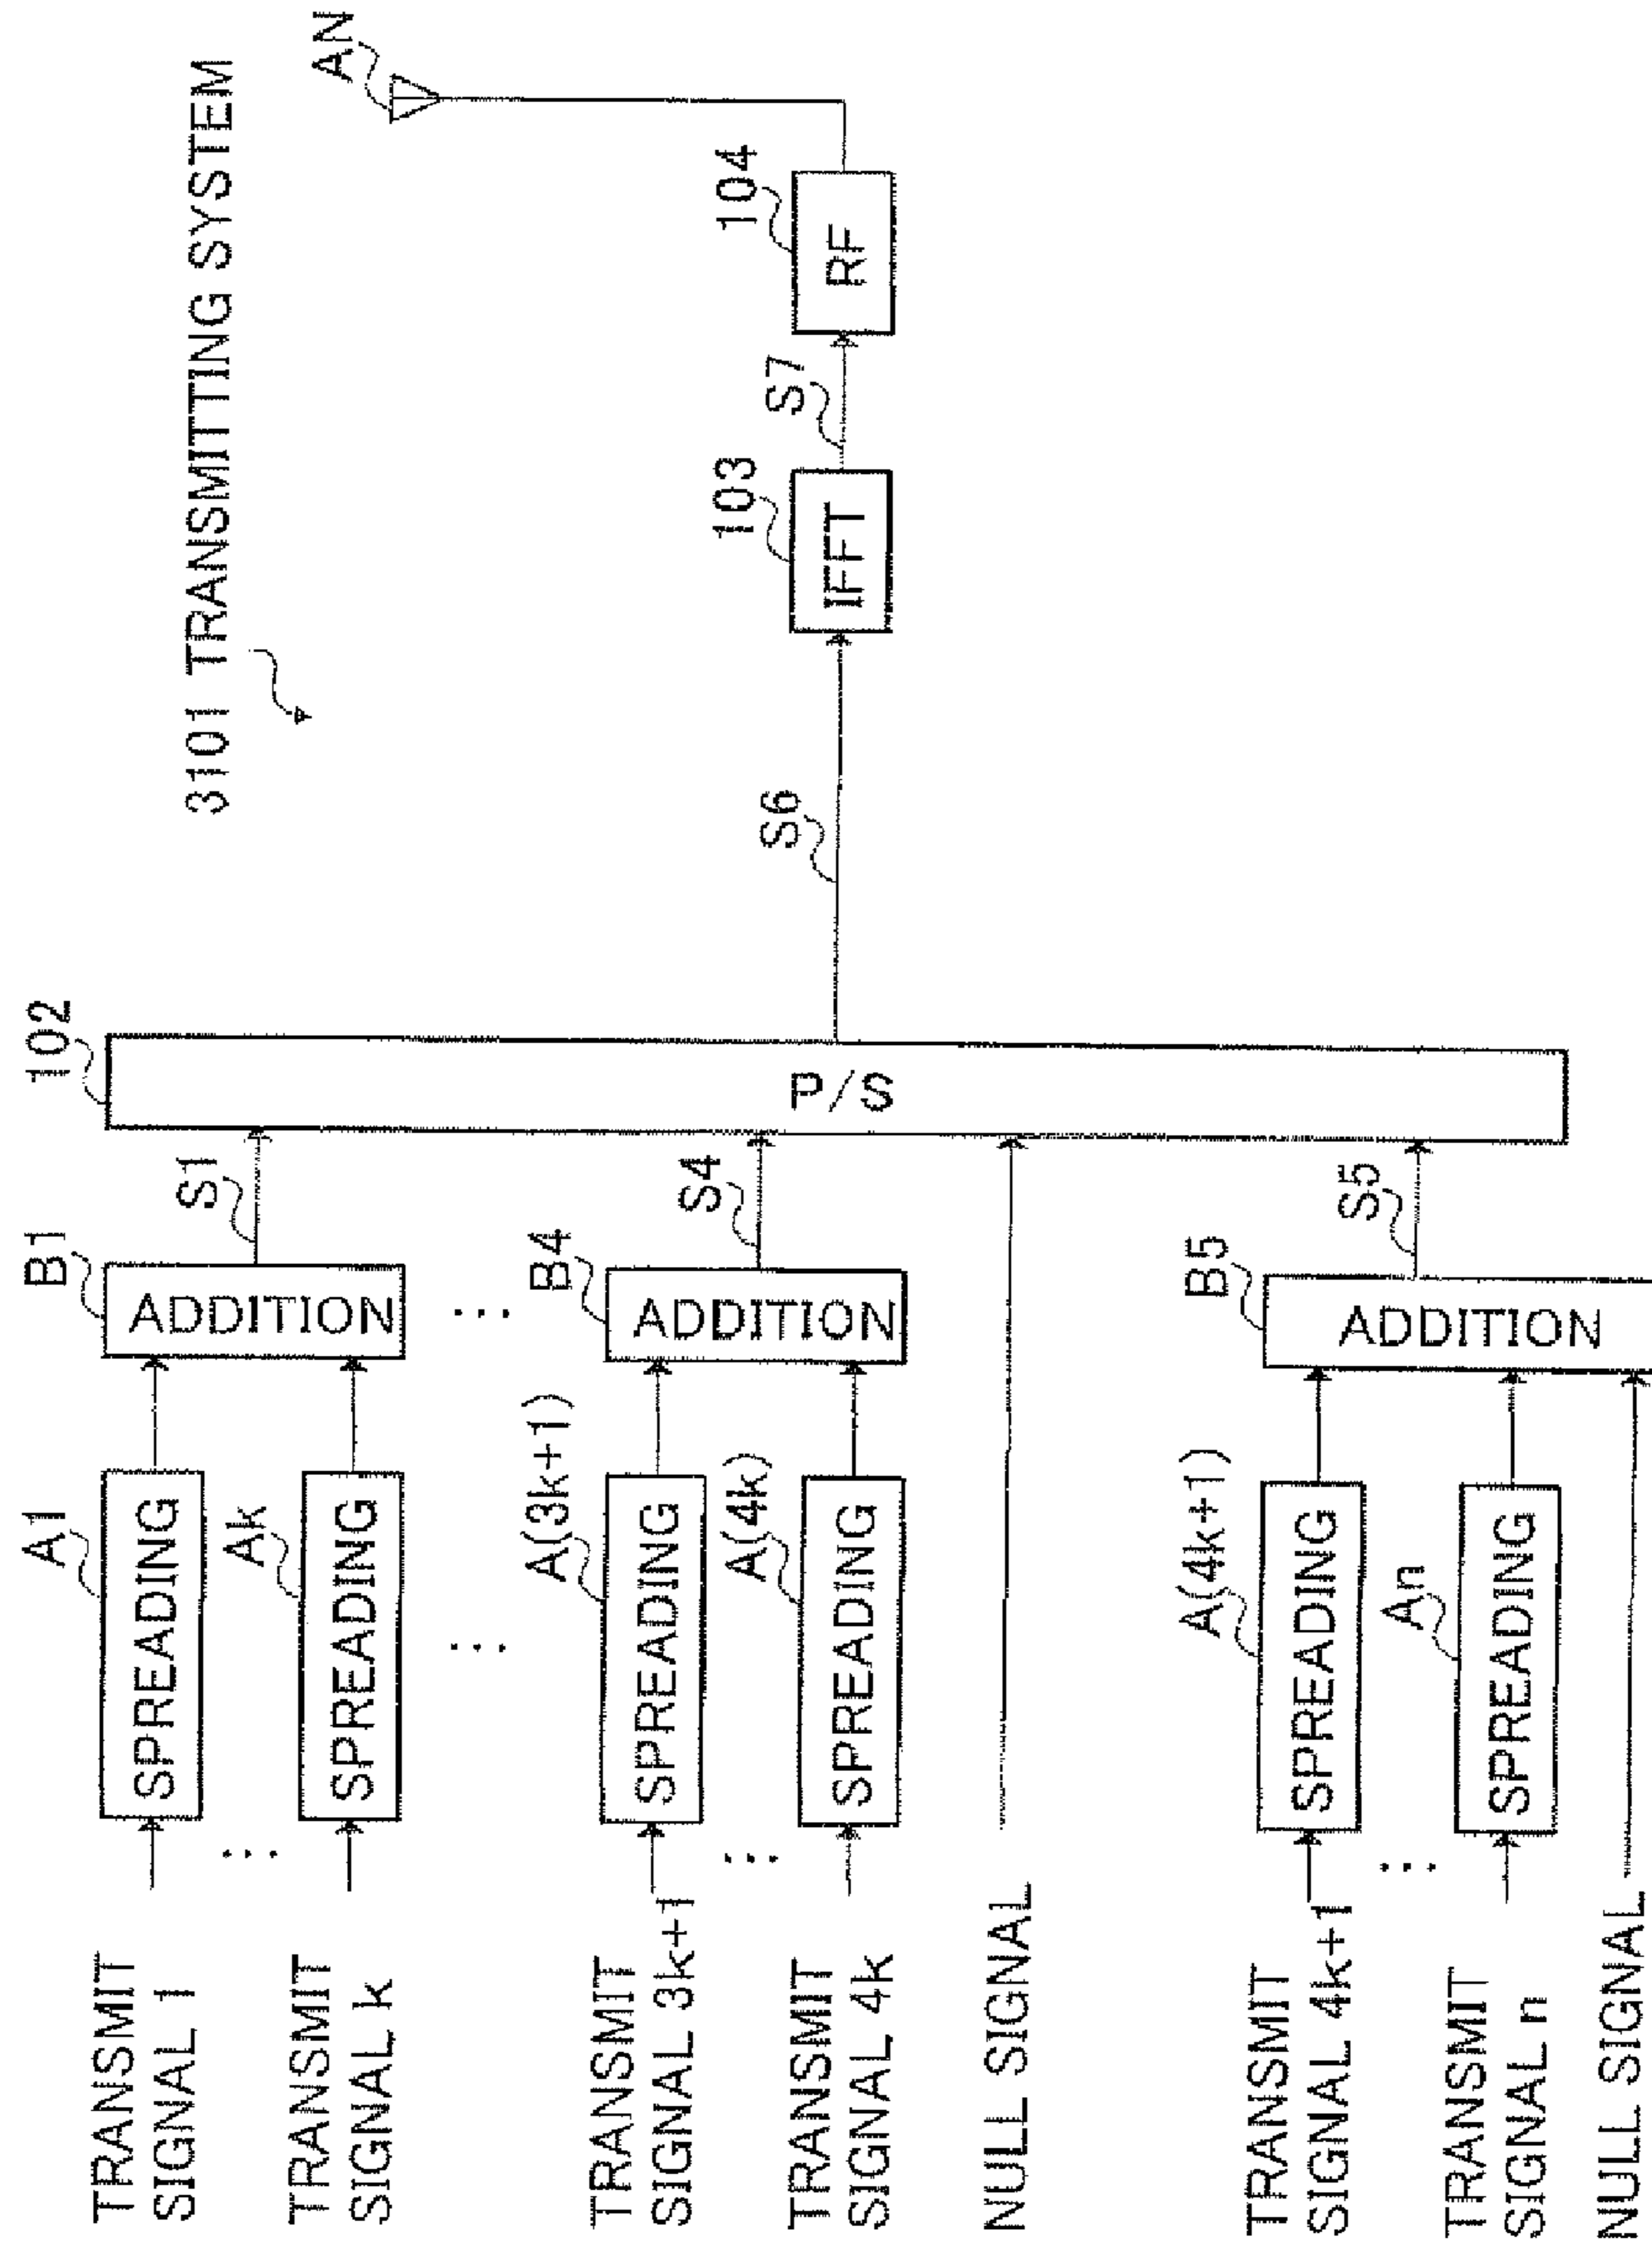 3101 TRANSMITTING SYSTEM
AN
TRANSMIT
SIGNAL 1
A1
SPREADING
B1
ADDITION
S1
102
P/S
TRANSMIT
SIGNAL k
Ak
SPREADING
...
...
...
TRANSMIT
SIGNAL 3k+1
A(3k+1)
SPREADING
B4
ADDITION
S4
...
TRANSMIT
SIGNAL 4k
A(4k)
SPREADING
S6
103
IFFT
S7
104
RF
NULL SIGNAL
TRANSMIT
SIGNAL 4k+1
A(4k+1)
SPREADING
B5
ADDITION
S5
...
TRANSMIT
SIGNAL n
An
SPREADING
NULL SIGNAL